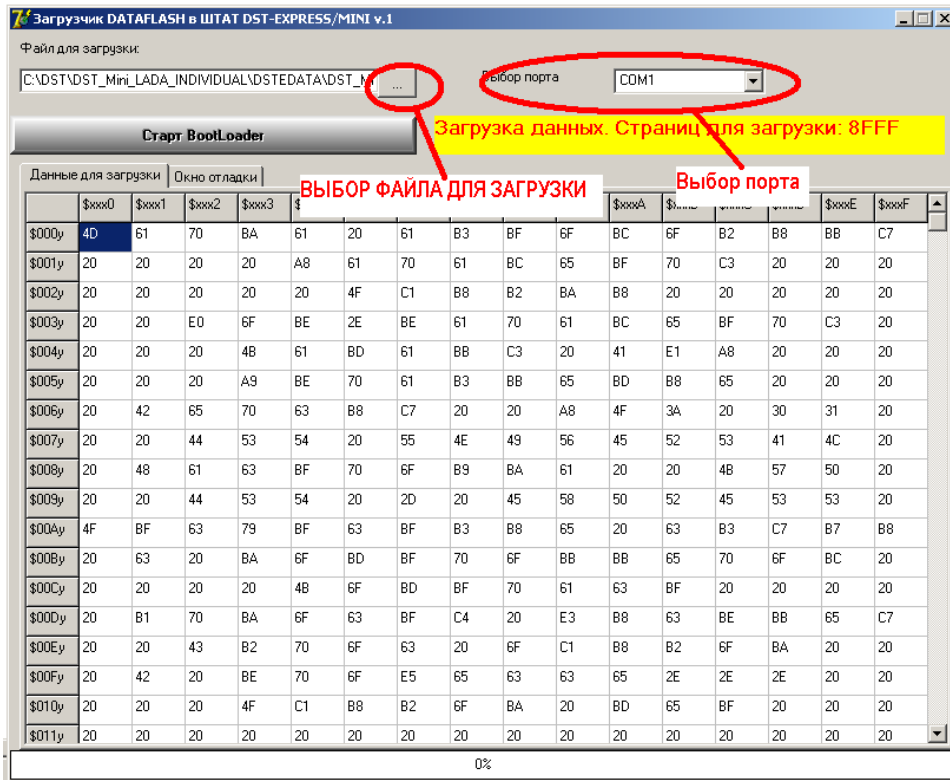 Загрузчик DATAFLASH в ШТАТ DST-EXPRESS/MINI v.1
Файл для загрузки:
C:\DST\DST_Mini_LADA_INDIVIDUAL\DSTEDATA\DST_M ... Выбор порта COM1
Старт BootLoader Загрузка данных. Страниц для загрузки: 8FFF
Данные для загрузки Окно отладки ВЫБОР ФАЙЛА ДЛЯ ЗАГРУЗКИ Выбор порта
$xxx0 $xxx1 $xxx2 $xxx3 $xxxA $xxxE $xxxF
$000y 4D 61 70 BA 61 20 61 B3 BF 6F BC 6F B2 B8 BB C7
$001y 20 20 20 20 A8 61 70 61 BC 65 BF 70 C3 20 20 20
$002y 20 20 20 20 20 4F C1 B8 B2 BA B8 20 20 20 20 20
$003y 20 20 E0 6F BE 2E BE 61 70 61 BC 65 BF 70 C3 20
$004y 20 20 20 4B 61 BD 61 BB C3 20 41 E1 A8 20 20 20
$005y 20 20 20 A9 BE 70 61 B3 BB 65 BD B8 65 20 20 20
$006y 20 42 65 70 63 B8 C7 20 20 A8 4F 3A 20 30 31 20
$007y 20 20 44 53 54 20 55 4E 49 56 45 52 53 41 4C 20
$008y 20 48 61 63 BF 70 6F B9 BA 61 20 20 4B 57 50 20
$009y 20 20 44 53 54 20 2D 20 45 58 50 52 45 53 53 20
$00Ay 4F BF 63 79 BF 63 BF B3 B8 65 20 63 B3 C7 B7 B8
$00By 20 63 20 BA 6F BD BF 70 6F BB BB 65 70 6F BC 20
$00Cy 20 20 20 20 4B 6F BD BF 70 61 63 BF 20 20 20 20
$00Dy 20 B1 70 BA 6F 63 BF C4 20 E3 B8 63 BE BB 65 C7
$00Ey 20 20 43 B2 70 6F 63 20 6F C1 B8 B2 6F BA 20 20
$00Fy 20 42 20 BE 70 6F E5 65 63 63 65 2E 2E 2E 20 20
$010y 20 20 20 4F C1 B8 B2 6F BA 20 BD 65 BF 20 20 20
$011y 20 20 20 20 20 20 20 20 20 20 20 20 20 20 20 20
0%